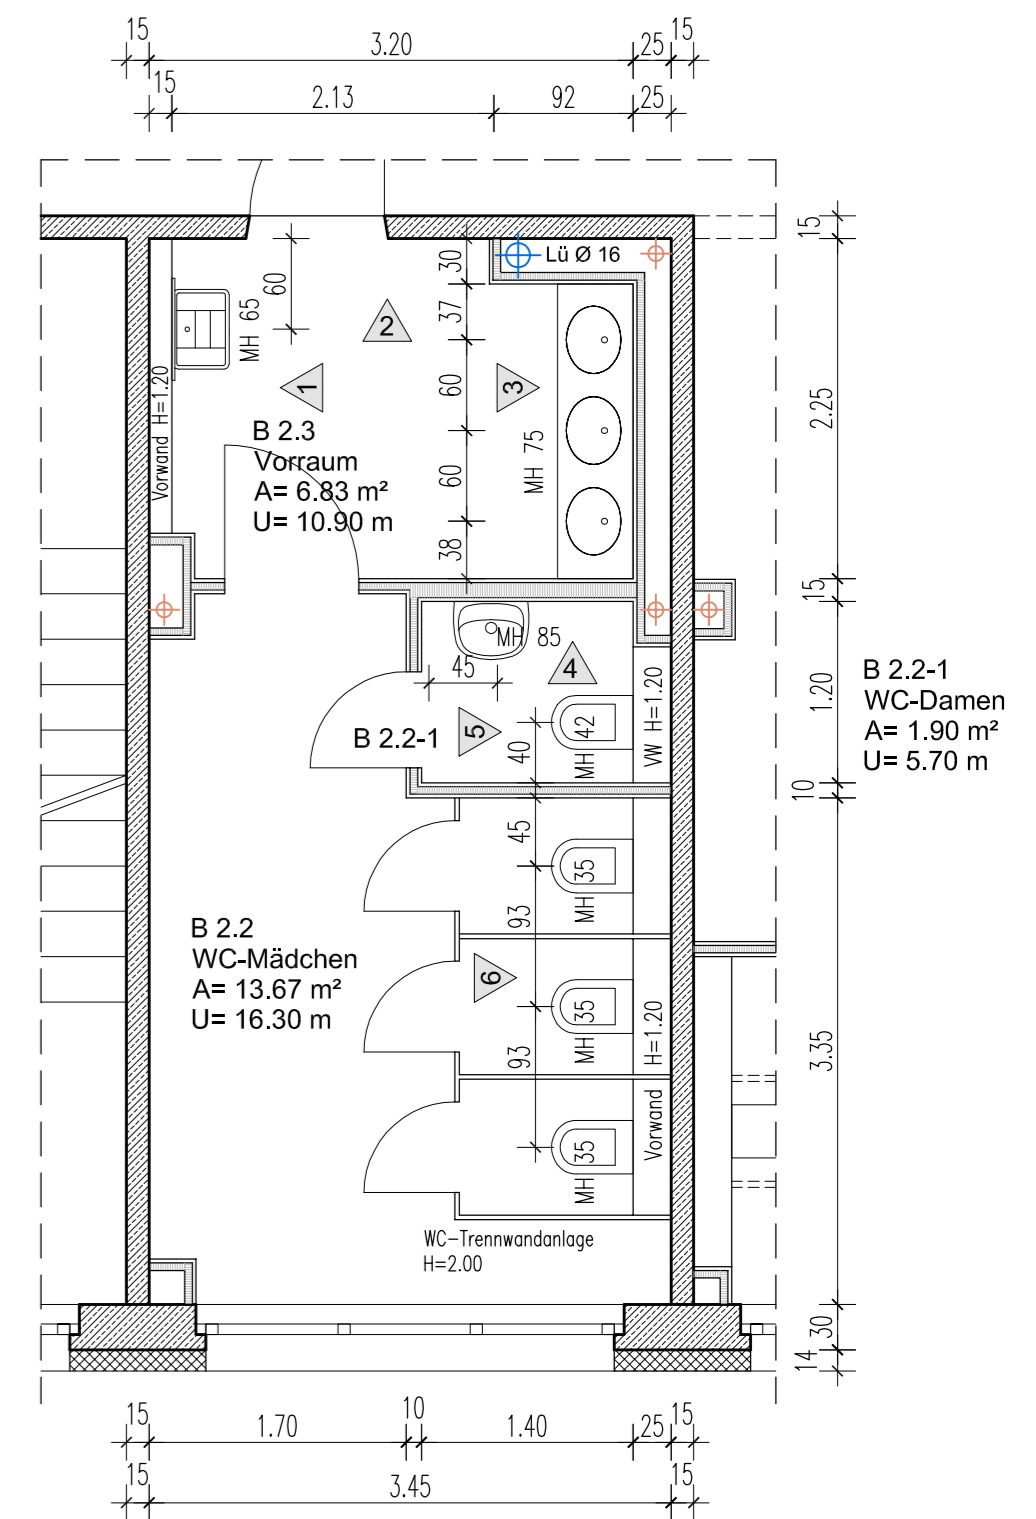 15
3.20
25
15
15
2.13
92
25
15
Lü Ø 16
30
60
37
MH 65
2
1
3
60
2.25
Vorwand H=1.20
B 2.3
Vorraum
A= 6.83 m²
U= 10.90 m
MH 75
60
38
15
MH 85
45
4
B 2.2-1
WC-Damen
A= 1.90 m²
U= 5.70 m
1.20
VW H=1.20
B 2.2-1
5
40
MH 42
10
45
MH 35
93
B 2.2
WC-Mädchen
A= 13.67 m²
U= 16.30 m
6
MH 35
93
Vorwand H=1.20
3.35
MH 35
WC-Trennwandanlage
H=2.00
30
14
15
1.70
10
1.40
25
15
15
3.45
15